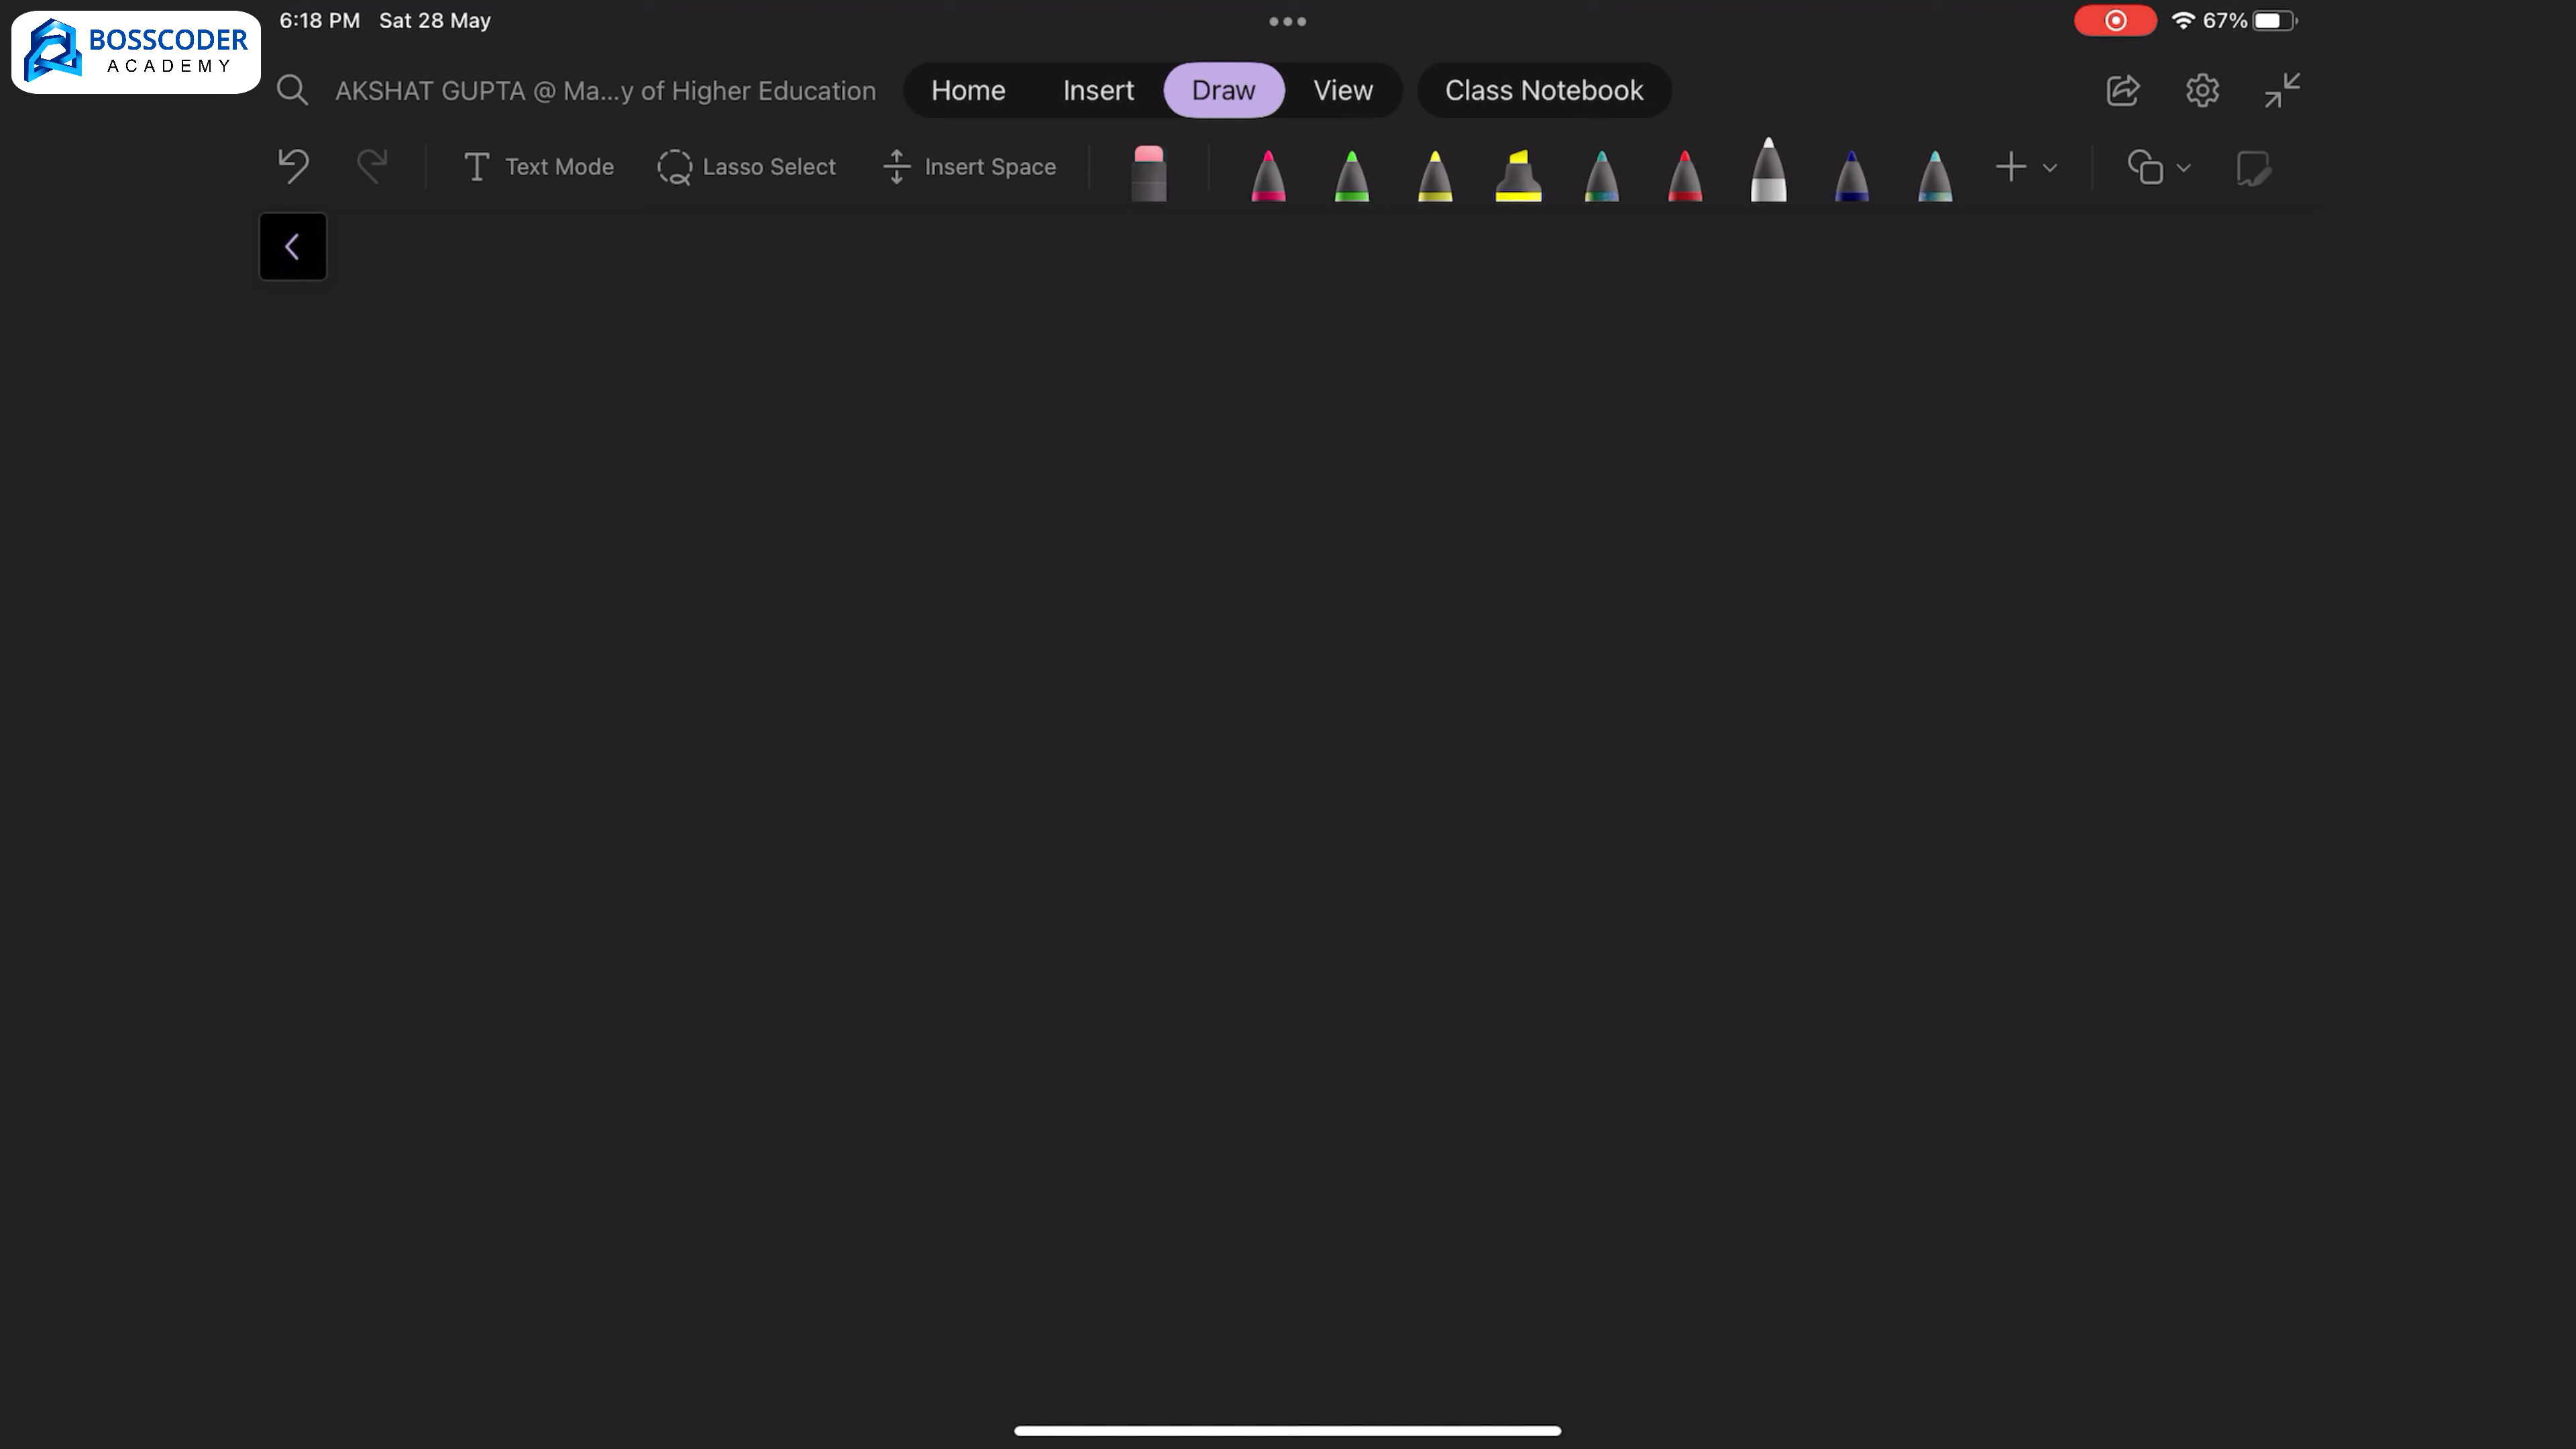 6:18 PM Sat 28 May
67%
BOSSCODER
ACADEMY
AKSHAT GUPTA @ Ma...y of Higher Education
Home Insert Draw View Class Notebook
Text Mode Lasso Select Insert Space